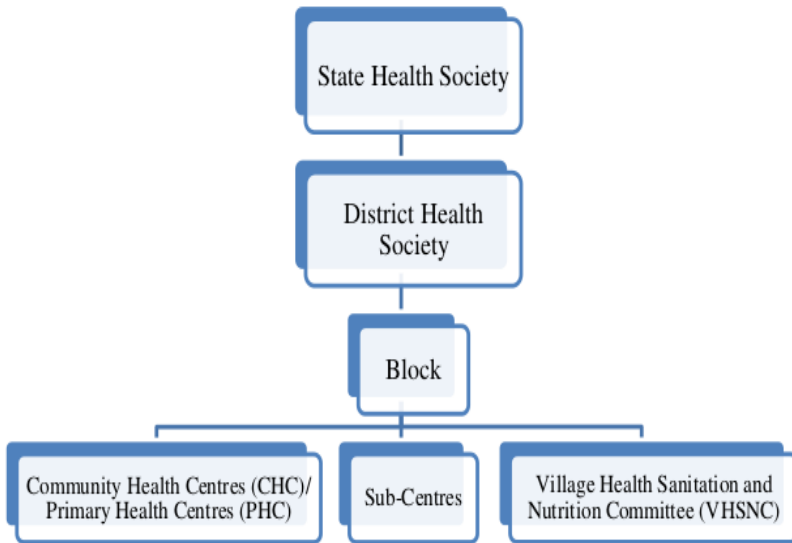 State Health Society
District Health
Society
Block
Community Health Centres (CHC)/
Primary Health Centres (PHC)
Sub-Centres
Village Health Sanitation and
Nutrition Committee (VHSNC)